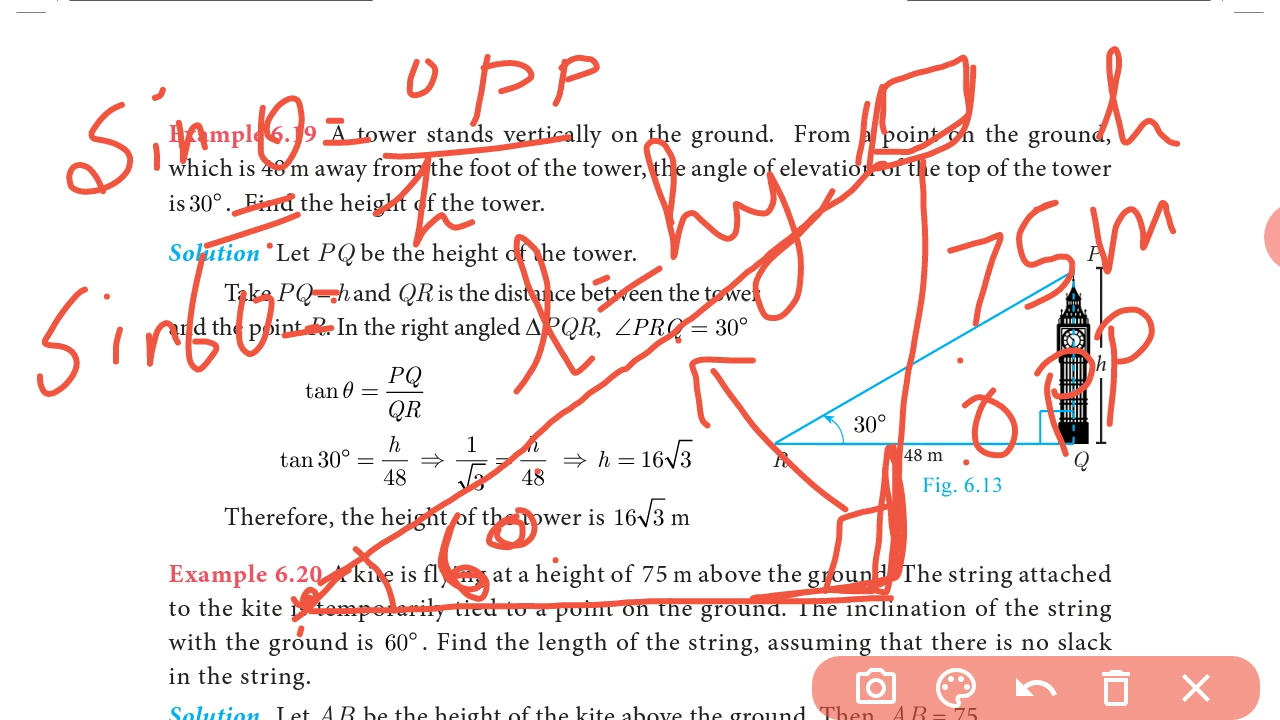 Sin θ = opp
h
h
Example 6.19 A tower stands vertically on the ground. From a point on the ground,
which is 48 m away from the foot of the tower, the angle of elevation of the top of the tower
is 30°. Find the height of the tower.
l = hy
75 m
Solution Let PQ be the height of the tower.
P
Take PQ = h and QR is the distance between the tower
Sin 60 =
and the point R. In the right angled ΔPQR, ∠PRQ = 30°
opp
h
tan θ = PQ/QR
30°
tan 30° = h/48 ⇒ 1/√3 = h/48 ⇒ h = 16√3
R 48 m Q
Fig. 6.13
Therefore, the height of the tower is 16√3 m
60
Example 6.20 A kite is flying at a height of 75 m above the ground. The string attached
to the kite is temporarily tied to a point on the ground. The inclination of the string
with the ground is 60°. Find the length of the string, assuming that there is no slack
in the string.
Solution Let AB be the height of the kite above the ground. Then, AB = 75